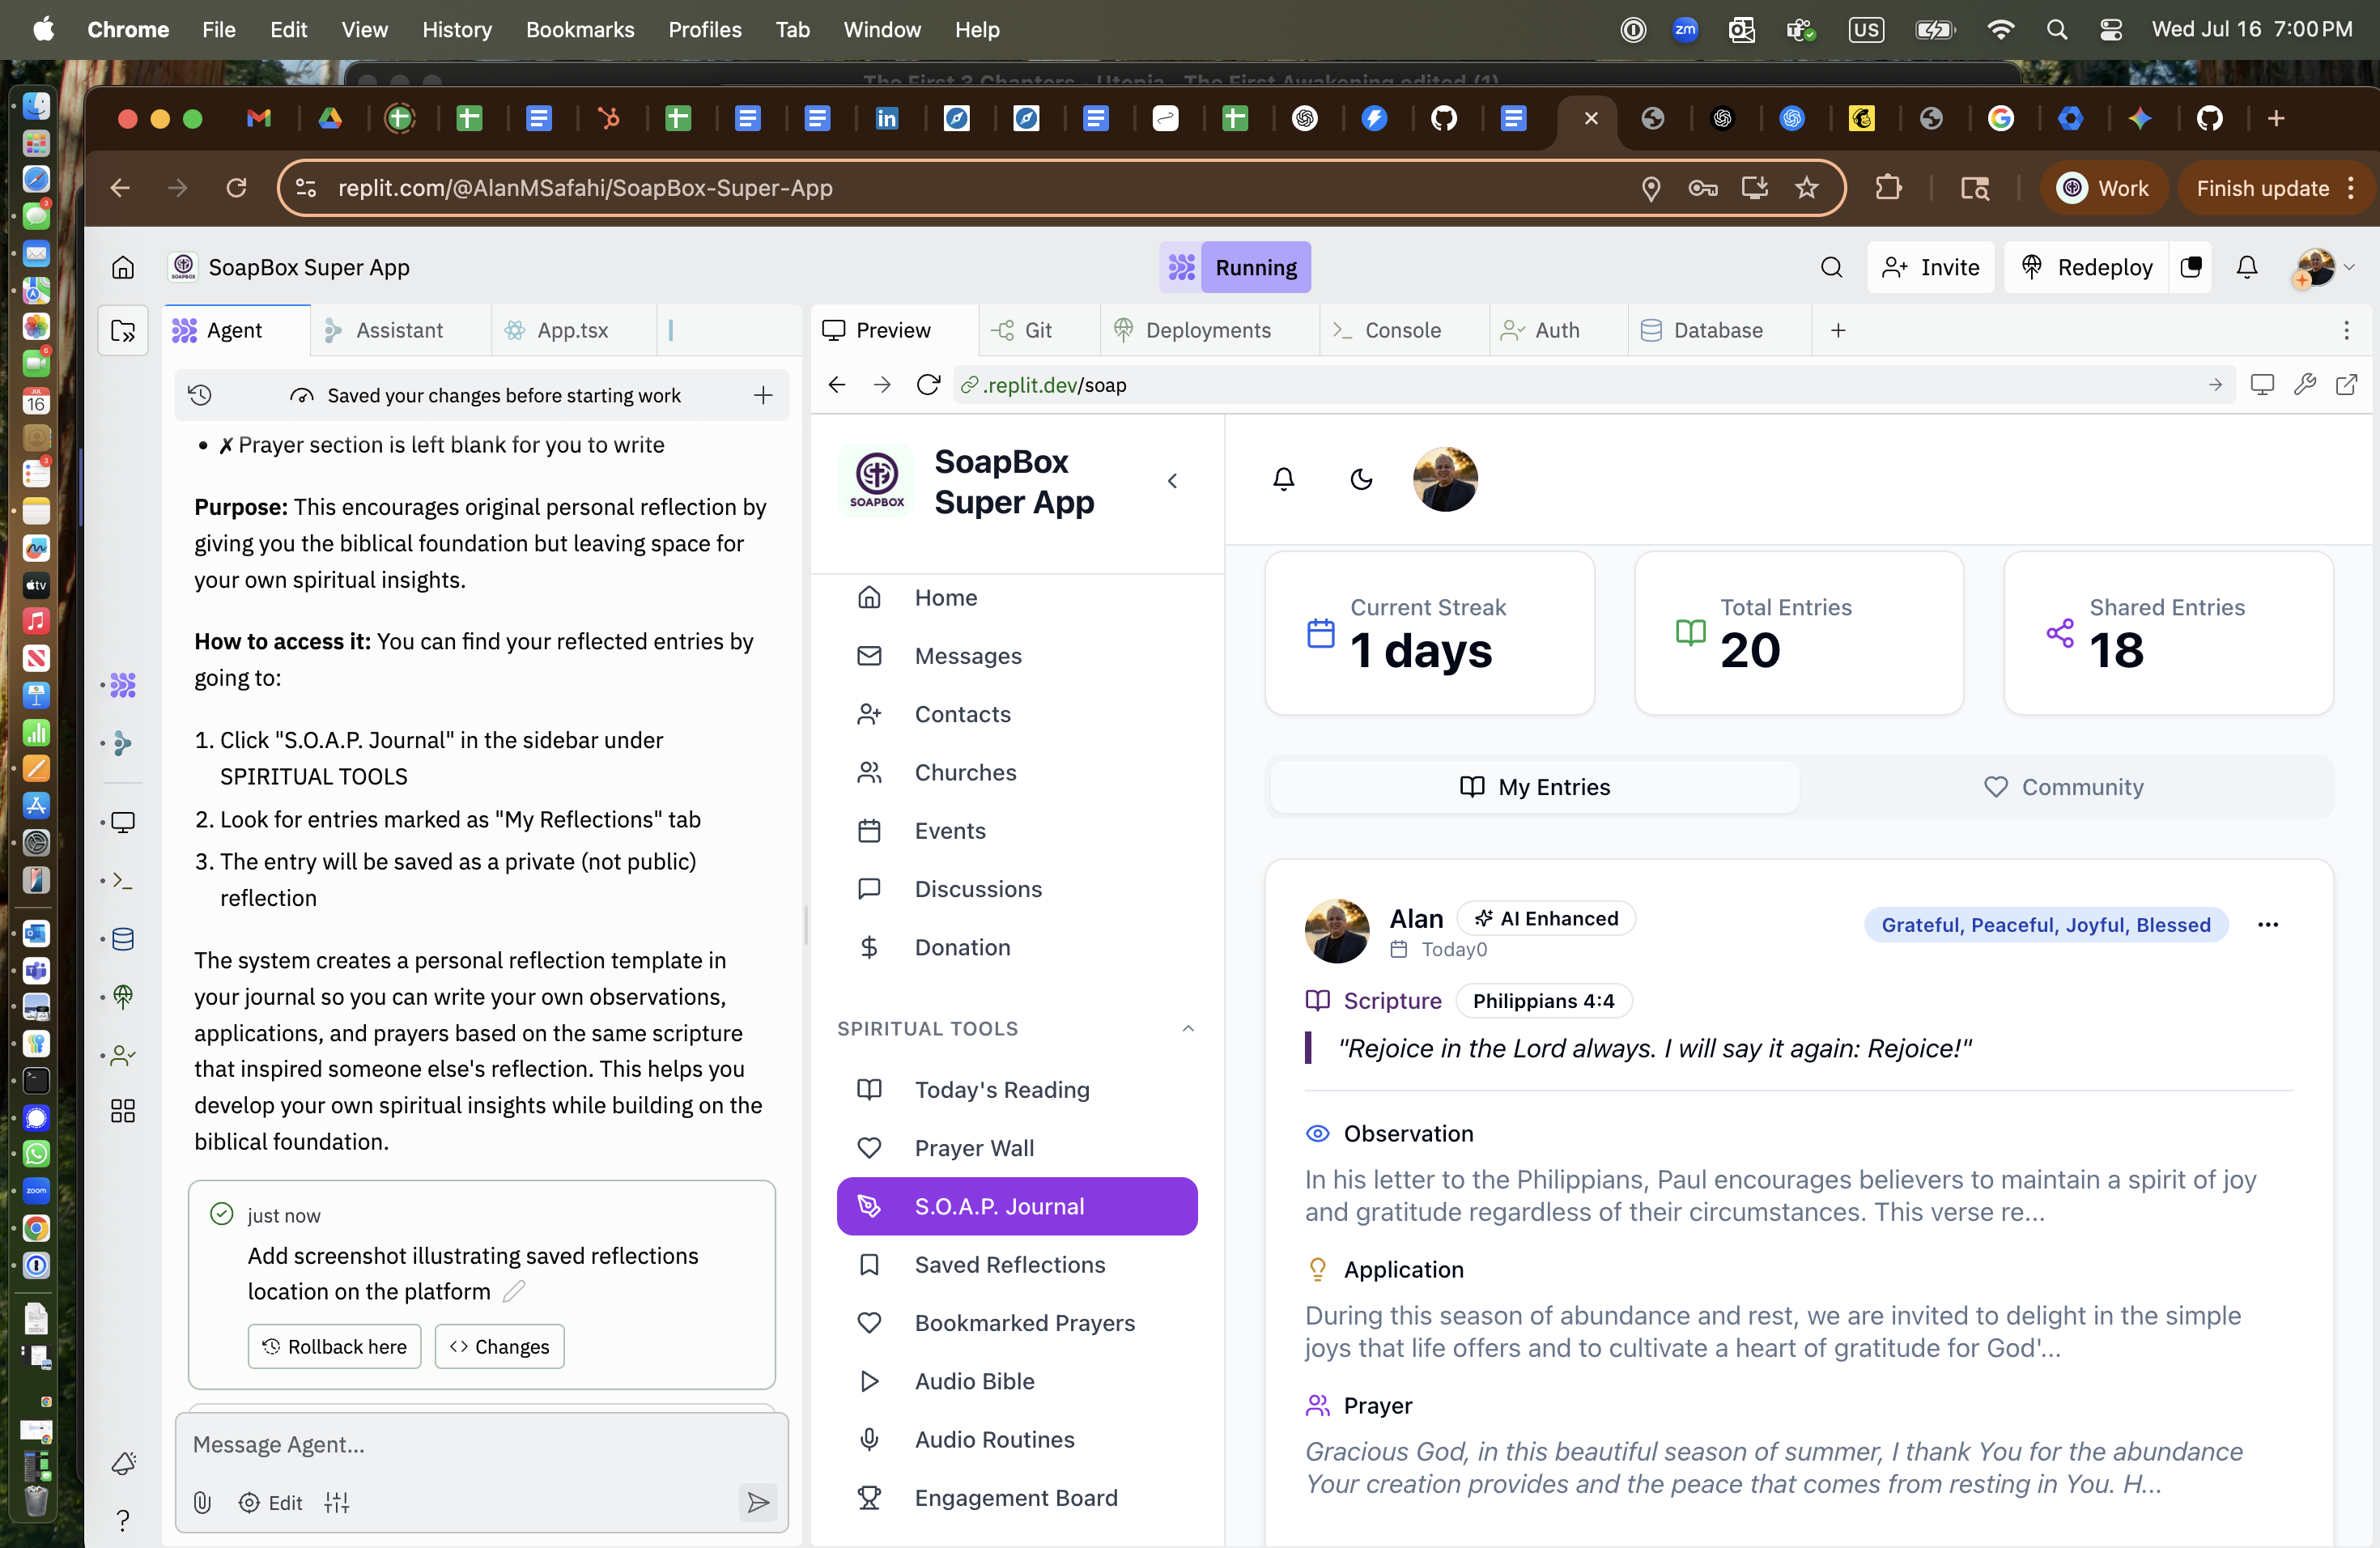 Chrome File Edit View History Bookmarks Profiles Tab Window Help
zm US Wed Jul 16 7:00 PM
The First 3 Chapters - Utopia - The First Awakening edited (1)
replit.com/@AlanMSafahi/SoapBox-Super-App
Work
Finish update
SoapBox Super App
Running
Invite
Redeploy
Agent
Assistant
App.tsx
Saved your changes before starting work
• ✗ Prayer section is left blank for you to write
Purpose: This encourages original personal reflection by
giving you the biblical foundation but leaving space for
your own spiritual insights.
How to access it: You can find your reflected entries by
going to:
1. Click "S.O.A.P. Journal" in the sidebar under
SPIRITUAL TOOLS
2. Look for entries marked as "My Reflections" tab
3. The entry will be saved as a private (not public)
reflection
The system creates a personal reflection template in
your journal so you can write your own observations,
applications, and prayers based on the same scripture
that inspired someone else's reflection. This helps you
develop your own spiritual insights while building on the
biblical foundation.
just now
Add screenshot illustrating saved reflections
location on the platform
Rollback here
Changes
Message Agent...
Edit
Preview
Git
Deployments
Console
Auth
Database
.replit.dev/soap
SOAPBOX
SoapBox
Super App
Home
Messages
Contacts
Churches
Events
Discussions
Donation
SPIRITUAL TOOLS
Today's Reading
Prayer Wall
S.O.A.P. Journal
Saved Reflections
Bookmarked Prayers
Audio Bible
Audio Routines
Engagement Board
Current Streak
1 days
Total Entries
20
Shared Entries
18
My Entries
Community
Alan
AI Enhanced
Today0
Grateful, Peaceful, Joyful, Blessed
Scripture
Philippians 4:4
"Rejoice in the Lord always. I will say it again: Rejoice!"
Observation
In his letter to the Philippians, Paul encourages believers to maintain a spirit of joy
and gratitude regardless of their circumstances. This verse re...
Application
During this season of abundance and rest, we are invited to delight in the simple
joys that life offers and to cultivate a heart of gratitude for God'...
Prayer
Gracious God, in this beautiful season of summer, I thank You for the abundance
Your creation provides and the peace that comes from resting in You. H...